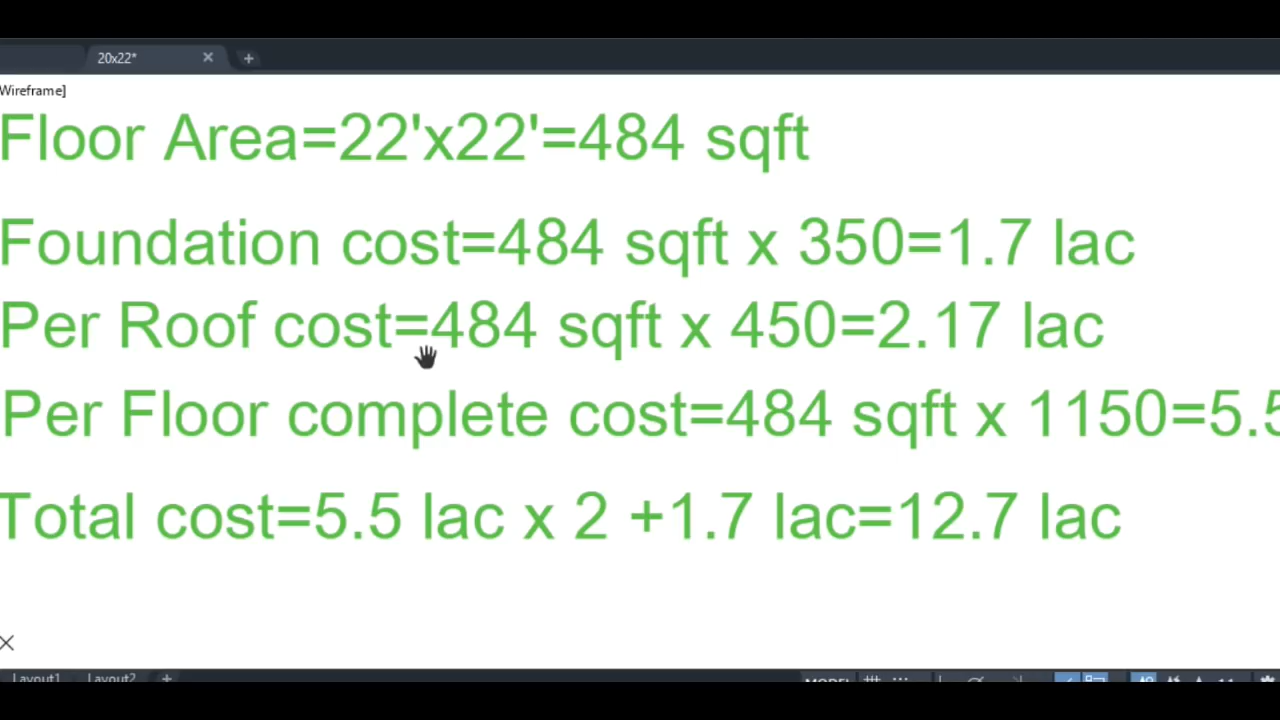 20x22*
Wireframe]
Floor Area=22'x22'=484 sqft
Foundation cost=484 sqft x 350=1.7 lac
Per Roof cost=484 sqft x 450=2.17 lac
Per Floor complete cost=484 sqft x 1150=5.5
Total cost=5.5 lac x 2 +1.7 lac=12.7 lac
Layout1 Layout2 + MODEL